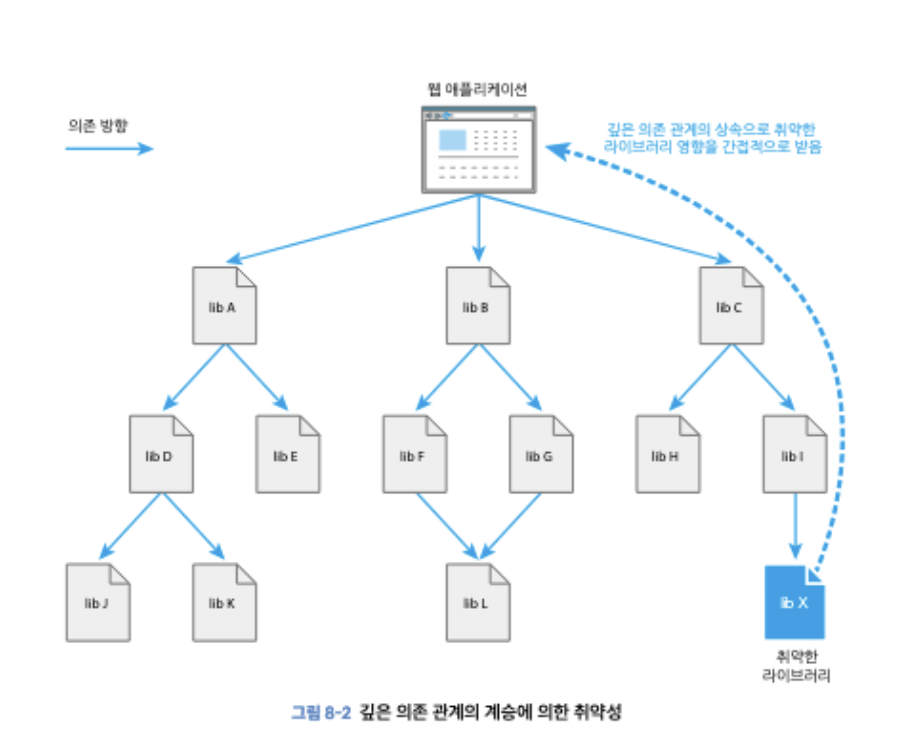 웹 애플리케이션
의존 방향
깊은 의존 관계의 상속으로 취약한
라이브러리 영향을 간접적으로 받음
lib A
lib B
lib C
lib D
lib E
lib F
lib G
lib H
lib I
lib J
lib K
lib L
lib X
취약한
라이브러리
그림 8-2 깊은 의존 관계의 계승에 의한 취약성